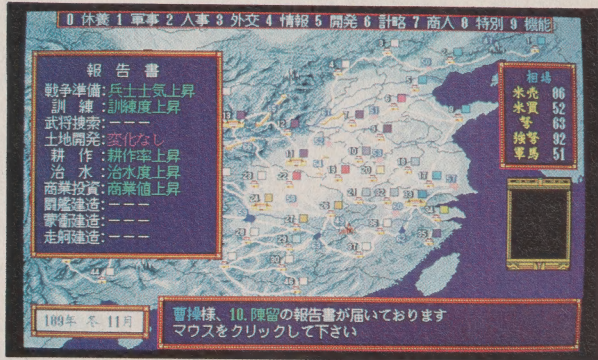 0 休養 1 軍事 2 人事 3 外交 4 情報 5 開発 6 計略 7 商人 8 特別 9 機能
報告書
戦争準備:兵士士気上昇
訓練:訓練度上昇
武将捜索:ーーー
土地開発:変化なし
耕作:耕作率上昇
治水:治水度上昇
商業投資:商業値上昇
闘艦建造:ーーー
蒙衝建造:ーーー
走舸建造:ーーー
相場
米売 86
米買 52
弩 63
強弩 92
軍馬 51
189年 冬 11月
曹操様、10.陳留の報告書が届いております
マウスをクリックして下さい